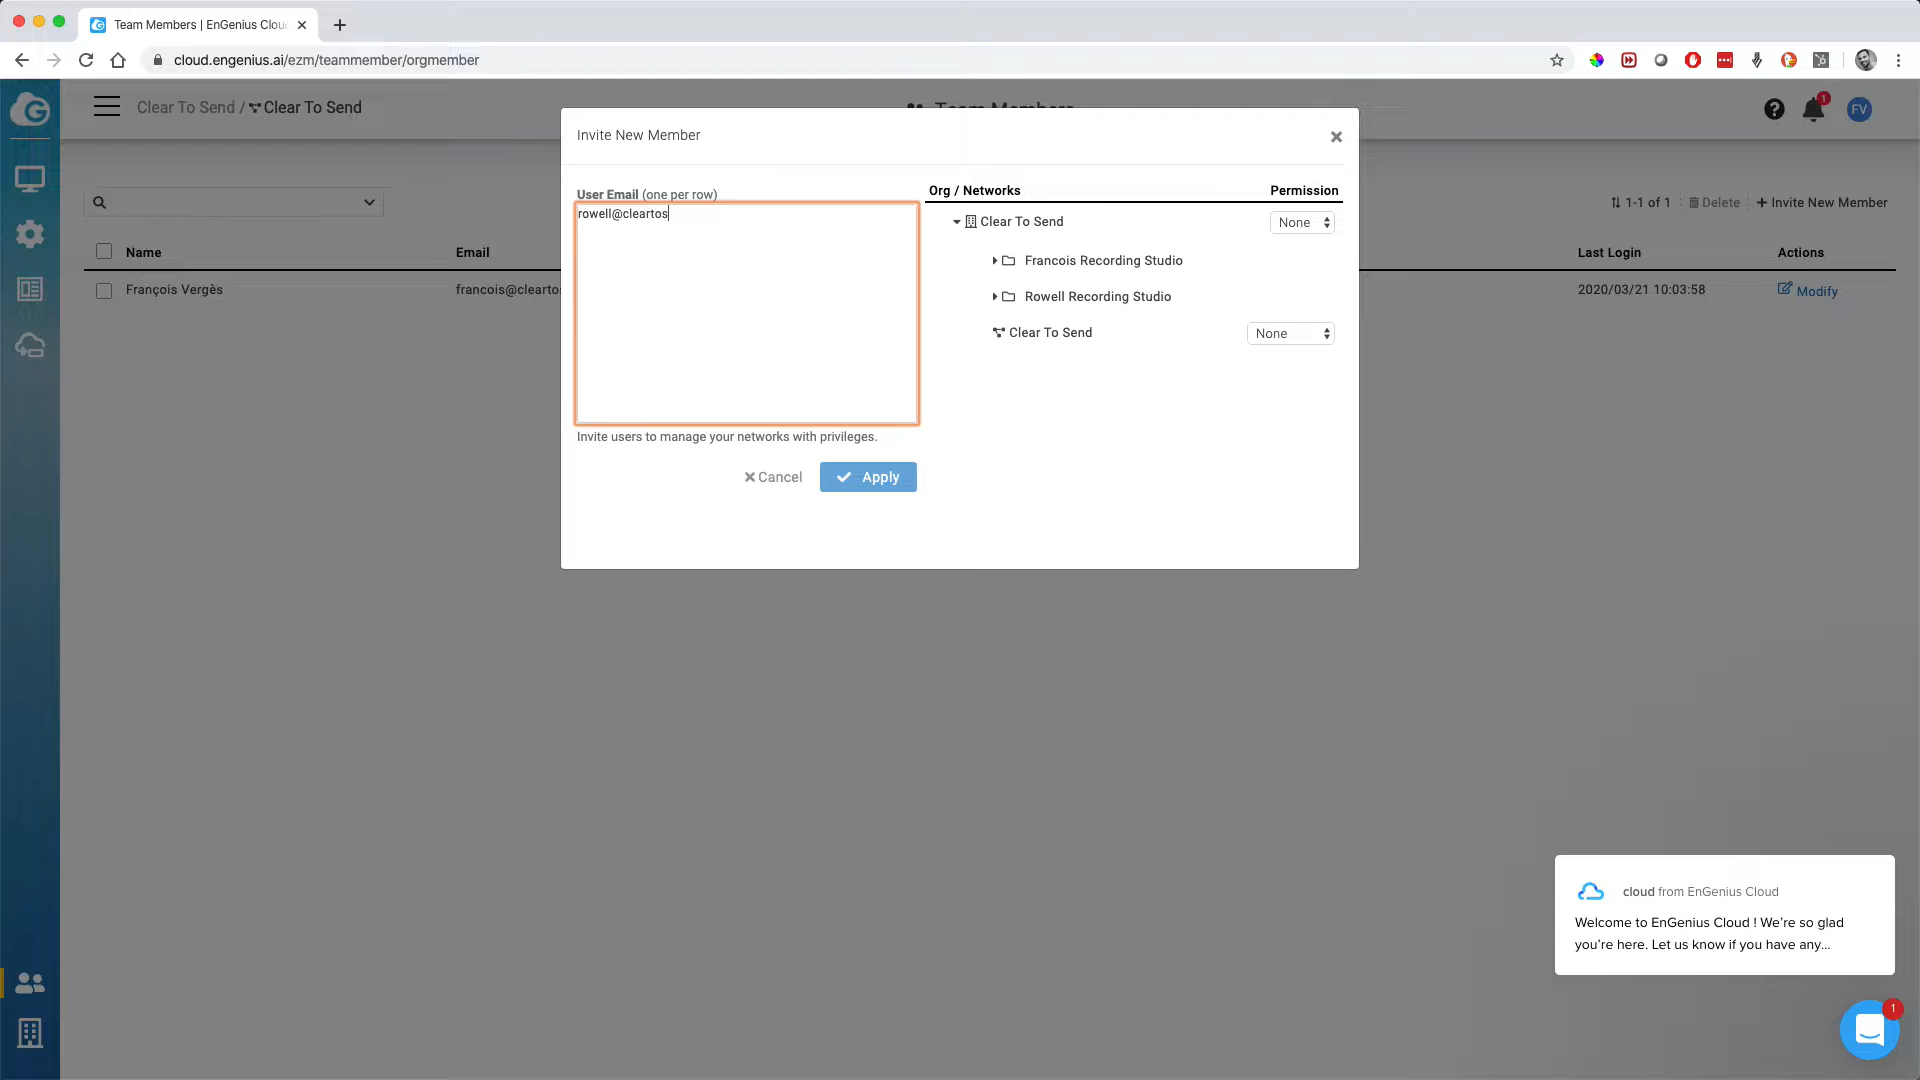 Team Members | EnGenius Clou
cloud.engenius.ai/ezm/teammember/orgmember
Clear To Send / Clear To Send
Team Members
1
FV
Invite New Member
User Email (one per row)
rowell@cleartos
Invite users to manage your networks with privileges.
Cancel
Apply
Org / Networks Permission
Clear To Send None
Francois Recording Studio
Rowell Recording Studio
Clear To Send None
1-1 of 1 Delete + Invite New Member
Name Email Last Login Actions
François Vergès francois@clearto 2020/03/21 10:03:58 Modify
cloud from EnGenius Cloud
Welcome to EnGenius Cloud ! We're so glad
you're here. Let us know if you have any...
1